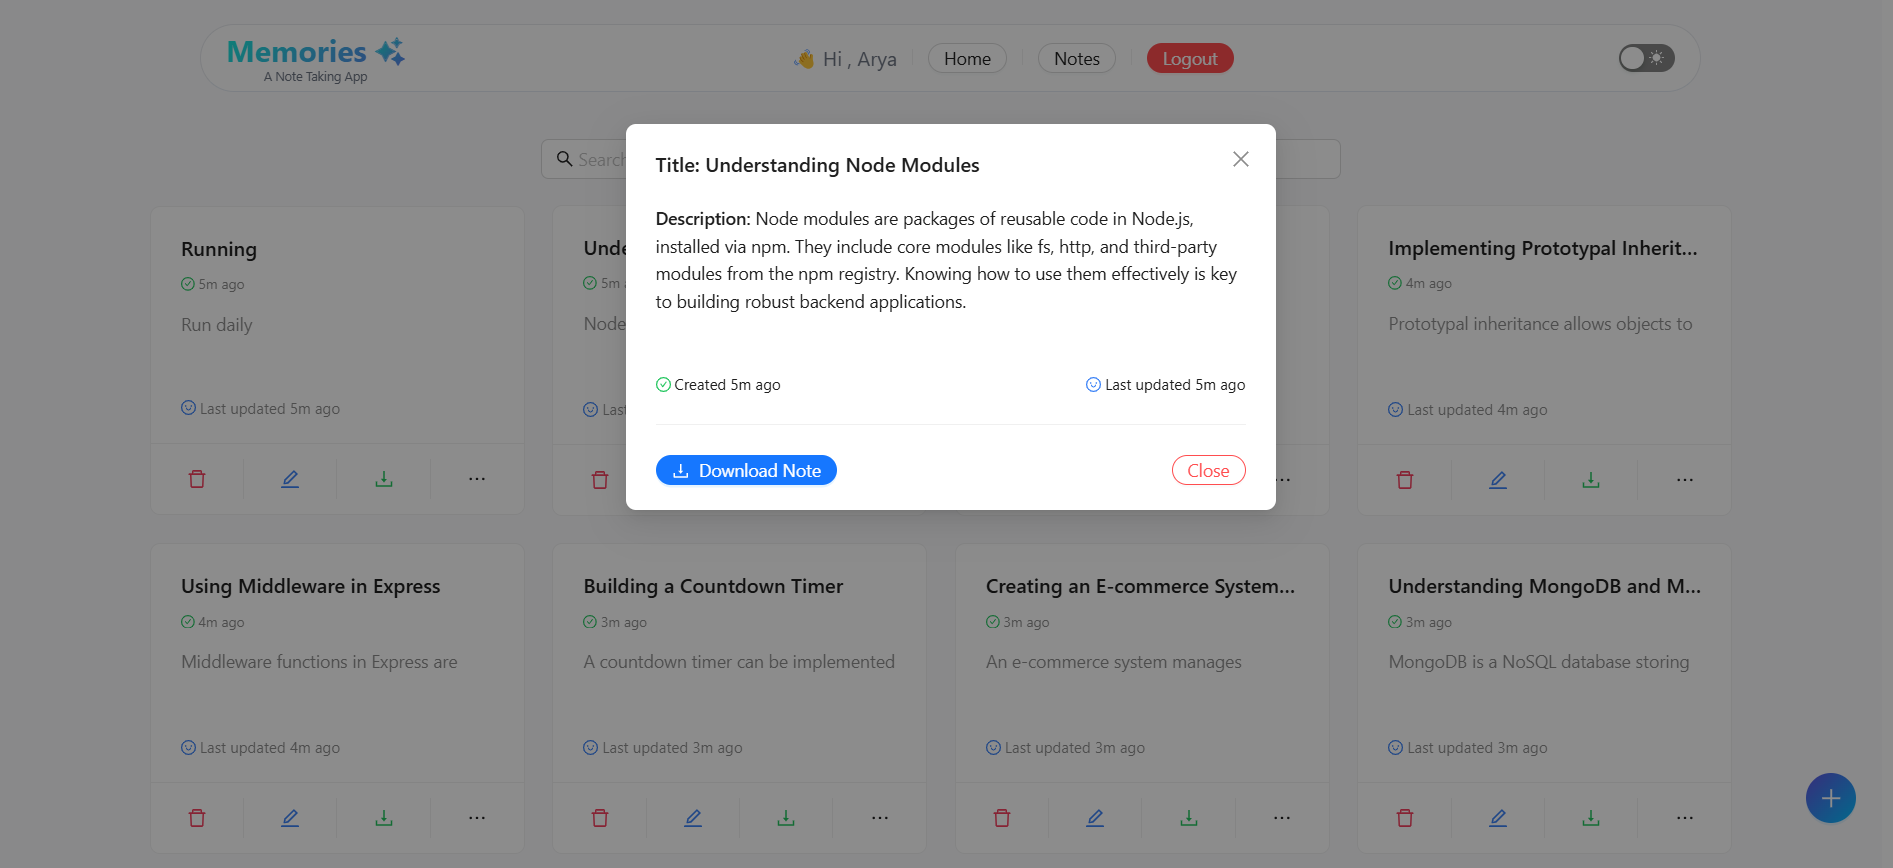 Memories
A Note Taking App
Hi , Arya
Home
Notes
Logout
Search
Title: Understanding Node Modules
Description: Node modules are packages of reusable code in Node.js,
installed via npm. They include core modules like fs, http, and third-party
modules from the npm registry. Knowing how to use them effectively is key
to building robust backend applications.
Created 5m ago
Last updated 5m ago
Download Note
Close
Running
5m ago
Run daily
Last updated 5m ago
Unde
5m
Node
Last
Implementing Prototypal Inherit...
4m ago
Prototypal inheritance allows objects to
Last updated 4m ago
Using Middleware in Express
4m ago
Middleware functions in Express are
Last updated 4m ago
Building a Countdown Timer
3m ago
A countdown timer can be implemented
Last updated 3m ago
Creating an E-commerce System...
3m ago
An e-commerce system manages
Last updated 3m ago
Understanding MongoDB and M...
3m ago
MongoDB is a NoSQL database storing
Last updated 3m ago